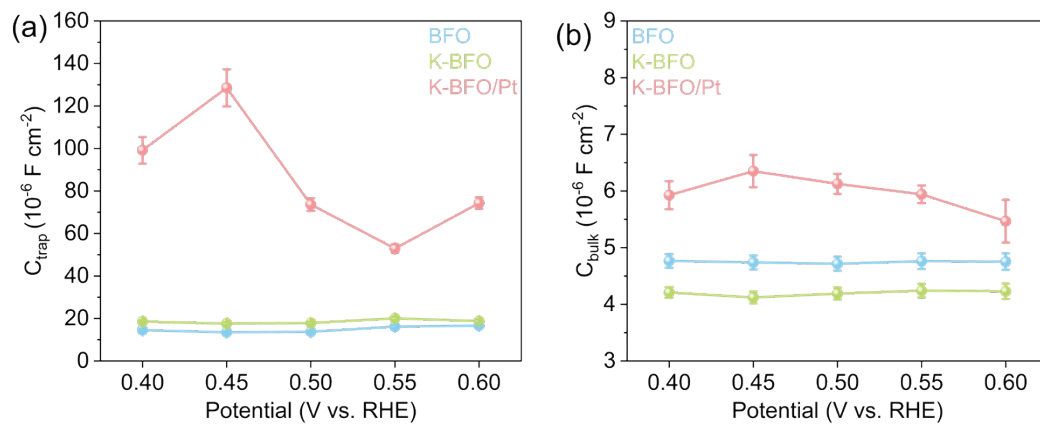 (a)
160
140
120
100
80
60
40
20
0
C_trap (10^-6 F cm^-2)
BFO
K-BFO
K-BFO/Pt
0.40 0.45 0.50 0.55 0.60
Potential (V vs. RHE)
(b)
9
8
7
6
5
4
3
C_bulk (10^-6 F cm^-2)
BFO
K-BFO
K-BFO/Pt
0.40 0.45 0.50 0.55 0.60
Potential (V vs. RHE)